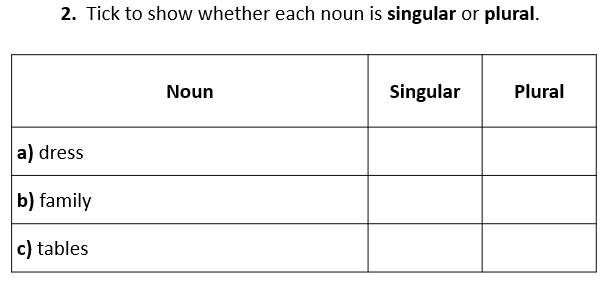 2. Tick to show whether each noun is singular or plural.
Noun Singular Plural
a) dress
b) family
c) tables